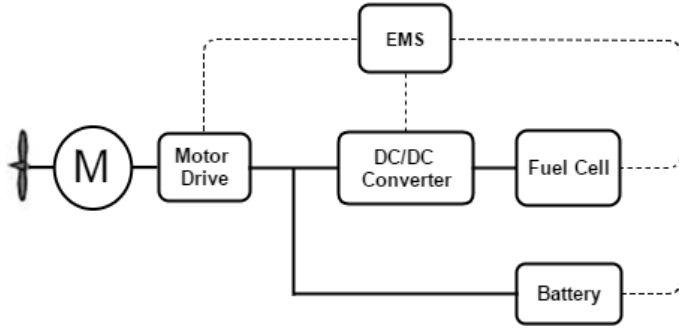 EMS
M
Motor
Drive
DC/DC
Converter
Fuel Cell
Battery